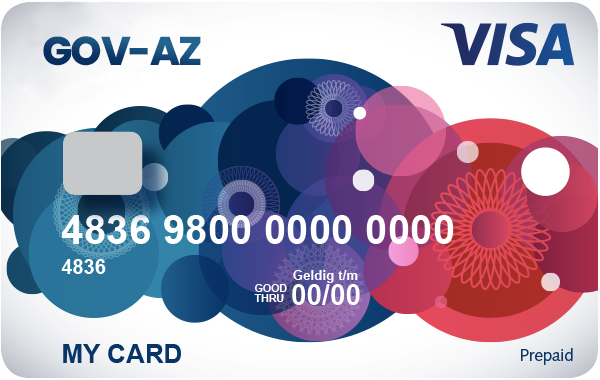 GOV-AZ
VISA
4836 9800 0000 0000
4836
Geldig t/m
GOOD THRU 00/00
MY CARD
Prepaid